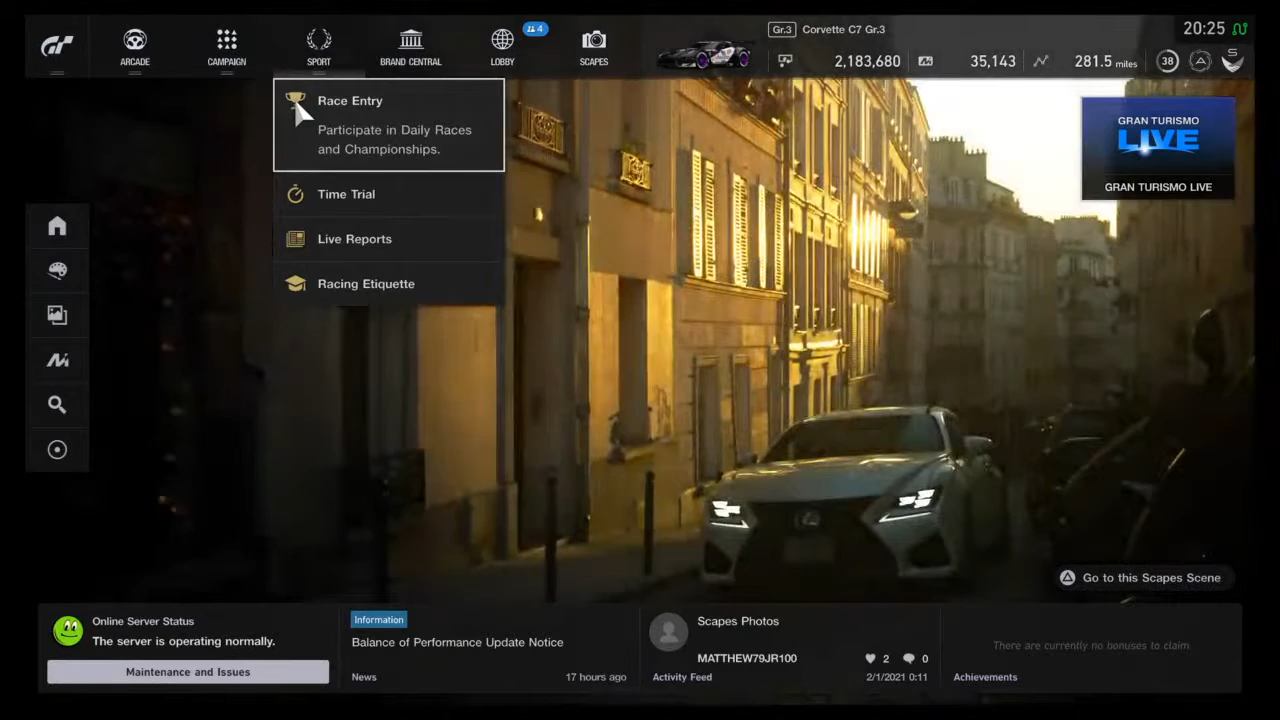 ARCADE
CAMPAIGN
SPORT
BRAND CENTRAL
LOBBY
4
SCAPES
Gr.3 Corvette C7 Gr.3
2,183,680
35,143
281.5 miles
38
S
20:25
Race Entry
Participate in Daily Races
and Championships.
Time Trial
Live Reports
Racing Etiquette
GRAN TURISMO
LIVE
GRAN TURISMO LIVE
Go to this Scapes Scene
Online Server Status
The server is operating normally.
Maintenance and Issues
Information
Balance of Performance Update Notice
News 17 hours ago
Scapes Photos
MATTHEW79JR100
2 0
Activity Feed 2/1/2021 0:11
There are currently no bonuses to claim
Achievements